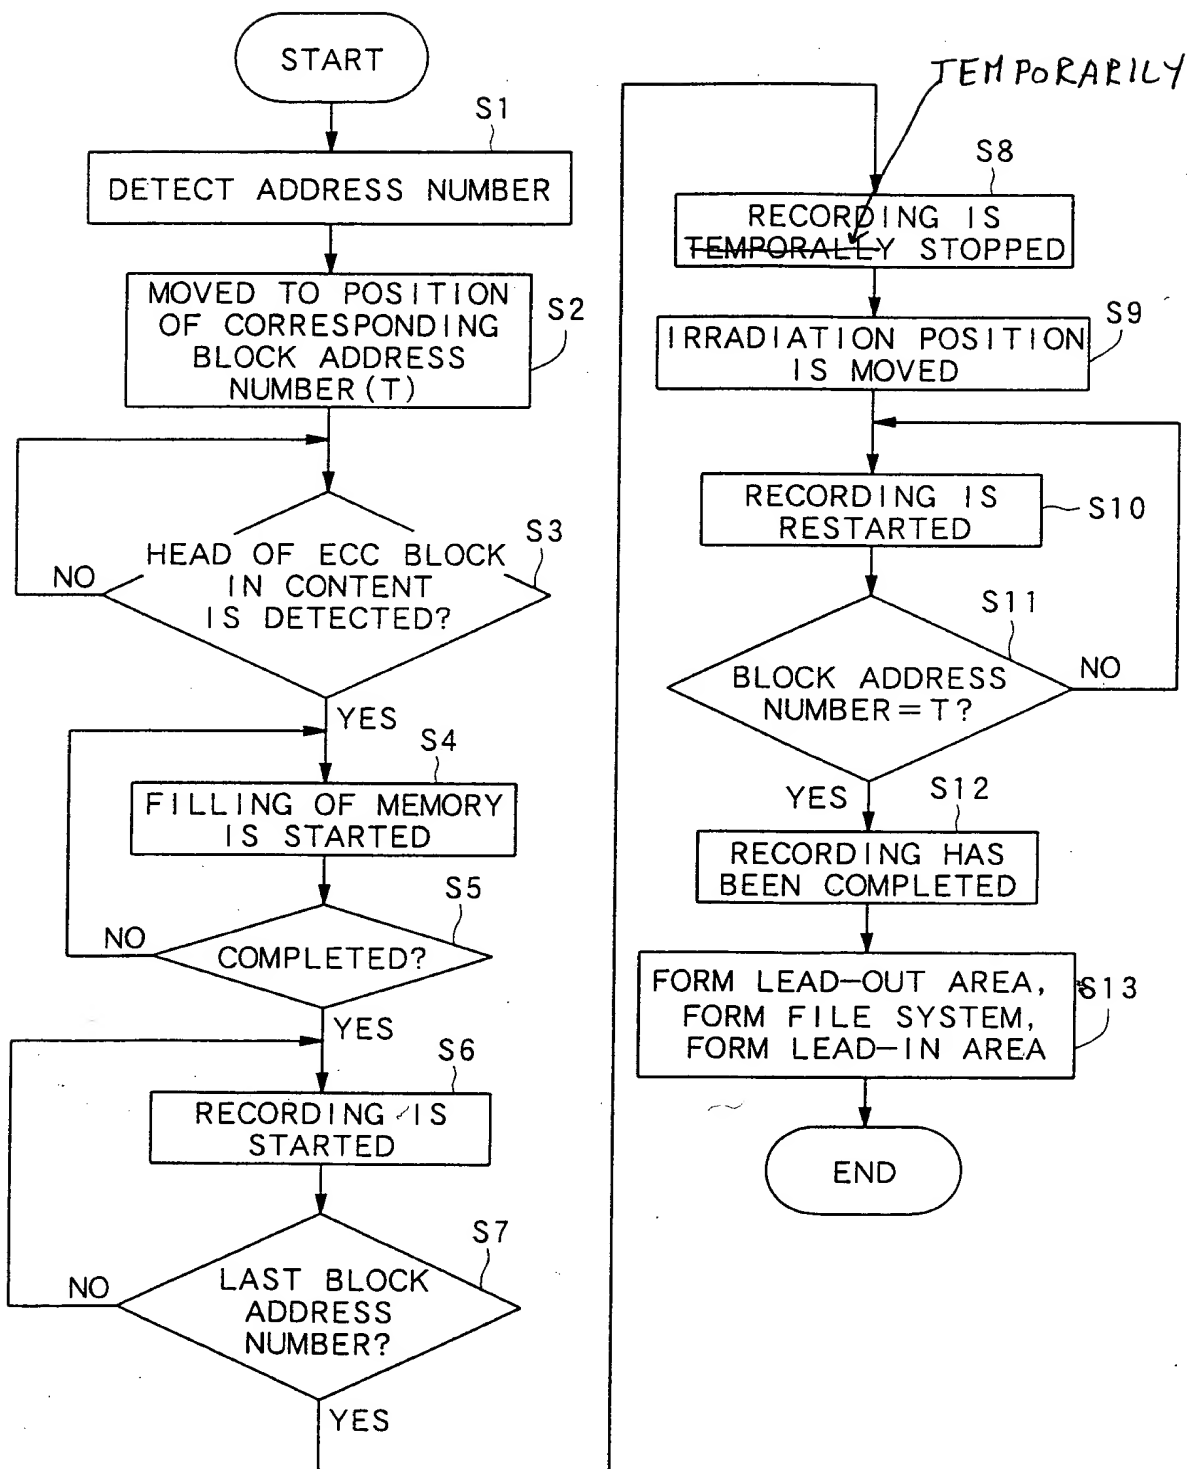 START
S1
DETECT ADDRESS NUMBER
MOVED TO POSITION
OF CORRESPONDING
BLOCK ADDRESS
NUMBER(T)
S2
S3
HEAD OF ECC BLOCK
IN CONTENT
IS DETECTED?
NO
YES
S4
FILLING OF MEMORY
IS STARTED
S5
COMPLETED?
NO
YES
S6
RECORDING IS
STARTED
S7
LAST BLOCK
ADDRESS
NUMBER?
NO
YES
TEMPORARILY
S8
RECORDING IS
TEMPORALLY STOPPED
S9
IRRADIATION POSITION
IS MOVED
RECORDING IS
RESTARTED
S10
S11
BLOCK ADDRESS
NUMBER=T?
NO
YES
S12
RECORDING HAS
BEEN COMPLETED
FORM LEAD-OUT AREA,
FORM FILE SYSTEM,
FORM LEAD-IN AREA
S13
END